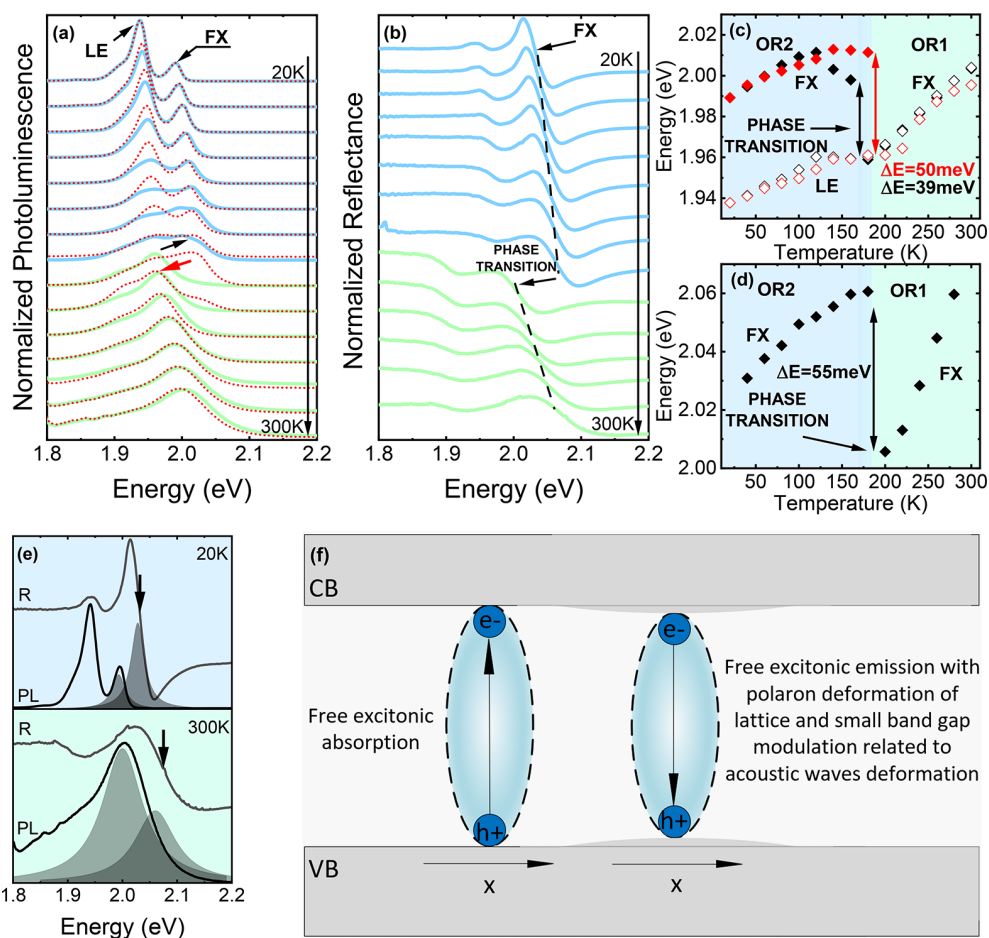 (a)
LE
FX
20K
300K
Normalized Photoluminescence
1.8 1.9 2.0 2.1 2.2
Energy (eV)
(b)
FX
20K
PHASE
TRANSITION
300K
Normalized Reflectance
1.8 1.9 2.0 2.1 2.2
Energy (eV)
(c)
OR2
OR1
FX
FX
PHASE
TRANSITION
LE
ΔE=50meV
ΔE=39meV
Energy (eV)
2.02
2.00
1.98
1.96
1.94
50 100 150 200 250 300
Temperature (K)
(d)
OR2
OR1
FX
ΔE=55meV
FX
PHASE
TRANSITION
Energy (eV)
2.06
2.04
2.02
2.00
50 100 150 200 250 300
Temperature (K)
(e)
20K
R
PL
300K
R
PL
1.8 1.9 2.0 2.1 2.2
Energy (eV)
(f)
CB
e-
e-
Free excitonic
absorption
Free excitonic emission with
polaron deformation of
lattice and small band gap
modulation related to
acoustic waves deformation
h+
h+
VB
x
x